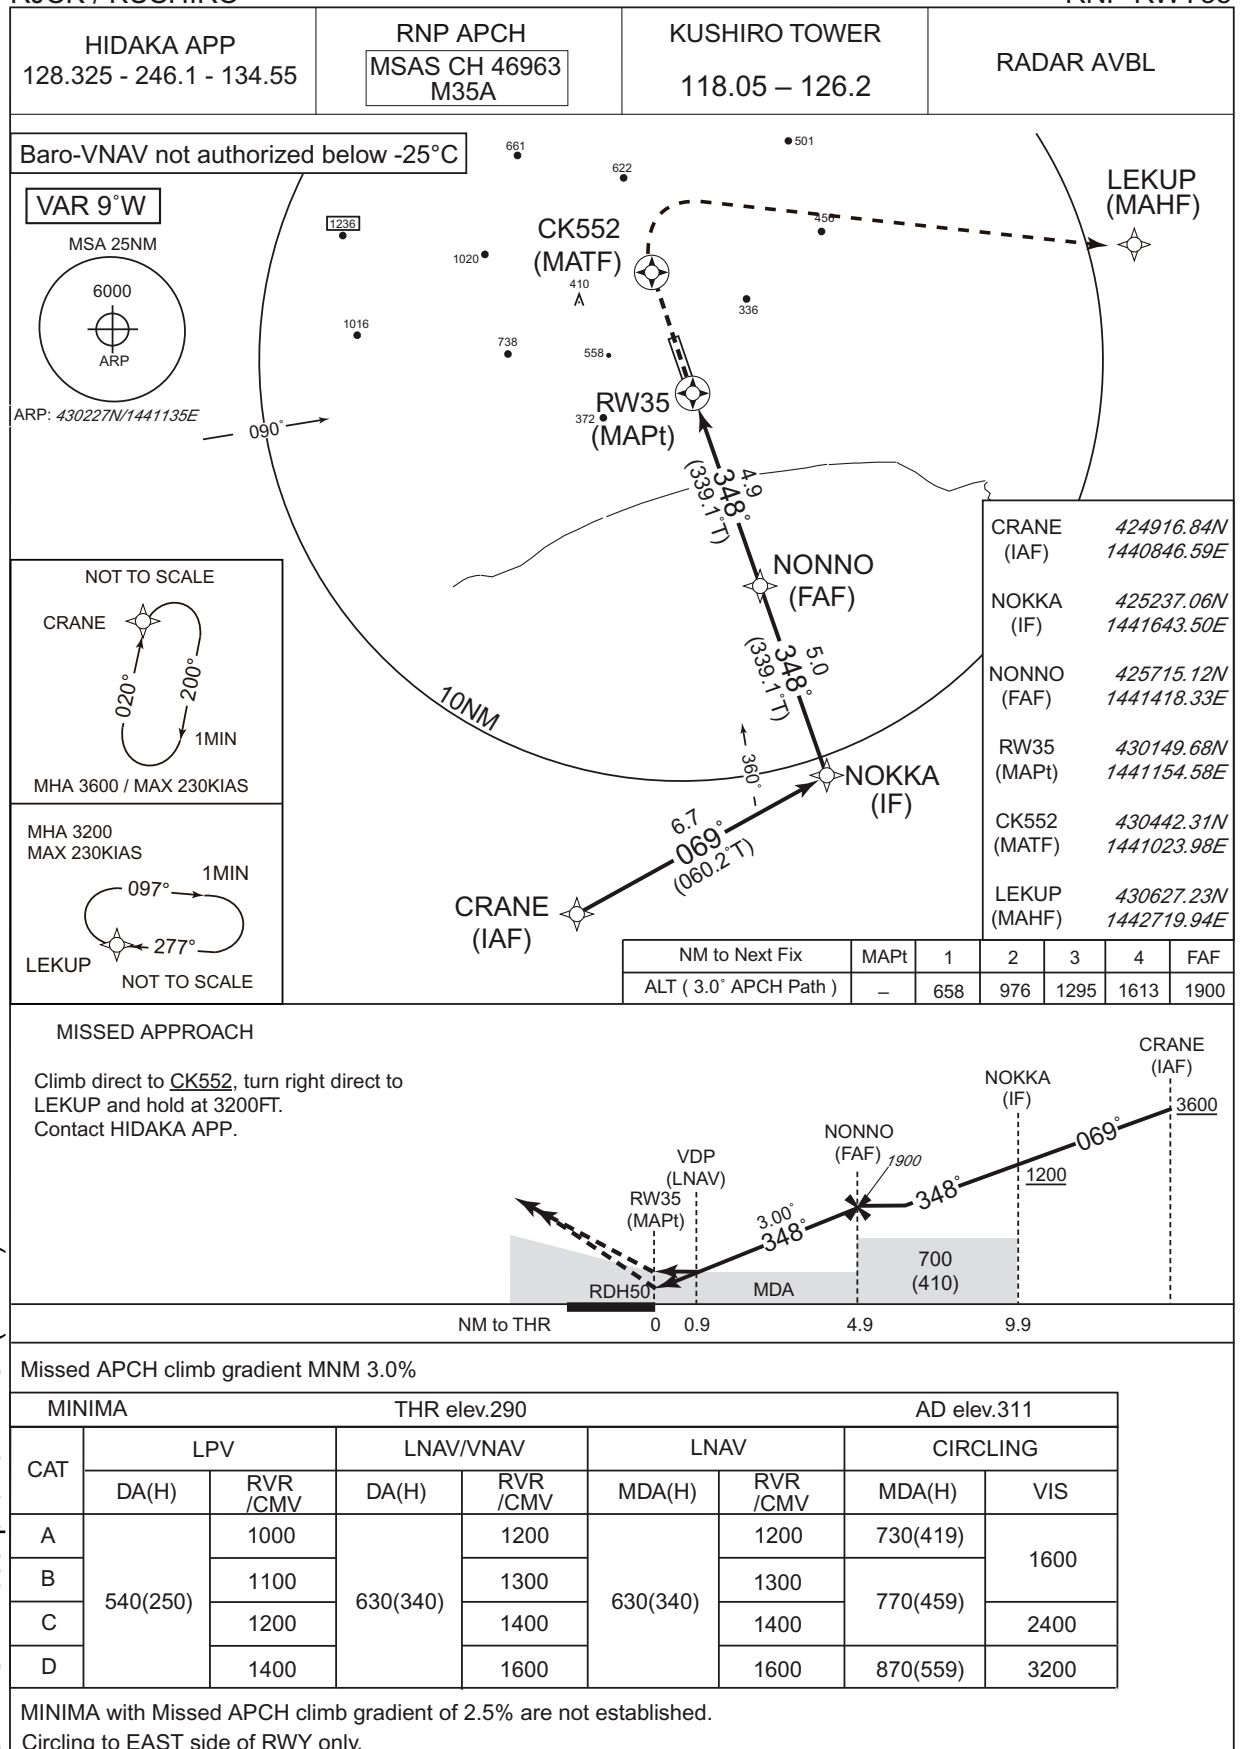 HIDAKA APP
128.325 - 246.1 - 134.55
RNP APCH
MSAS CH 46963
M35A
KUSHIRO TOWER
118.05 – 126.2
RADAR AVBL
Baro-VNAV not authorized below -25°C
VAR 9°W
MSA 25NM
6000
ARP
ARP: 430227N/1441135E
661
622
501
1236
1020
410
456
336
1016
738
558
372
CK552
(MATF)
LEKUP
(MAHF)
RW35
(MAPt)
090°
4.9
348°
(339.1°T)
NONNO
(FAF)
5.0
348°
(339.1°T)
10NM
360°
NOKKA
(IF)
6.7
069°
(060.2°T)
CRANE
(IAF)
NOT TO SCALE
CRANE
020°
200°
1MIN
MHA 3600 / MAX 230KIAS
MHA 3200
MAX 230KIAS
1MIN
097°
277°
LEKUP
NOT TO SCALE
CRANE 424916.84N
(IAF) 1440846.59E
NOKKA 425237.06N
(IF) 1441643.50E
NONNO 425715.12N
(FAF) 1441418.33E
RW35 430149.68N
(MAPt) 1441154.58E
CK552 430442.31N
(MATF) 1441023.98E
LEKUP 430627.23N
(MAHF) 1442719.94E
NM to Next Fix MAPt 1 2 3 4 FAF
ALT ( 3.0° APCH Path ) – 658 976 1295 1613 1900
MISSED APPROACH
Climb direct to CK552, turn right direct to
LEKUP and hold at 3200FT.
Contact HIDAKA APP.
CRANE
(IAF)
3600
069°
NOKKA
(IF)
1200
348°
NONNO
(FAF)
1900
VDP
(LNAV)
RW35
(MAPt)
3.00°
348°
700
(410)
RDH50
MDA
NM to THR 0 0.9 4.9 9.9
Missed APCH climb gradient MNM 3.0%
MINIMA THR elev.290 AD elev.311
CAT LPV LNAV/VNAV LNAV CIRCLING
DA(H) RVR/CMV DA(H) RVR/CMV MDA(H) RVR/CMV MDA(H) VIS
A 540(250) 1000 630(340) 1200 630(340) 1200 730(419) 1600
B 1100 1300 1300 770(459)
C 1200 1400 1400 2400
D 1400 1600 1600 870(559) 3200
MINIMA with Missed APCH climb gradient of 2.5% are not established.
Circling to EAST side of RWY only.